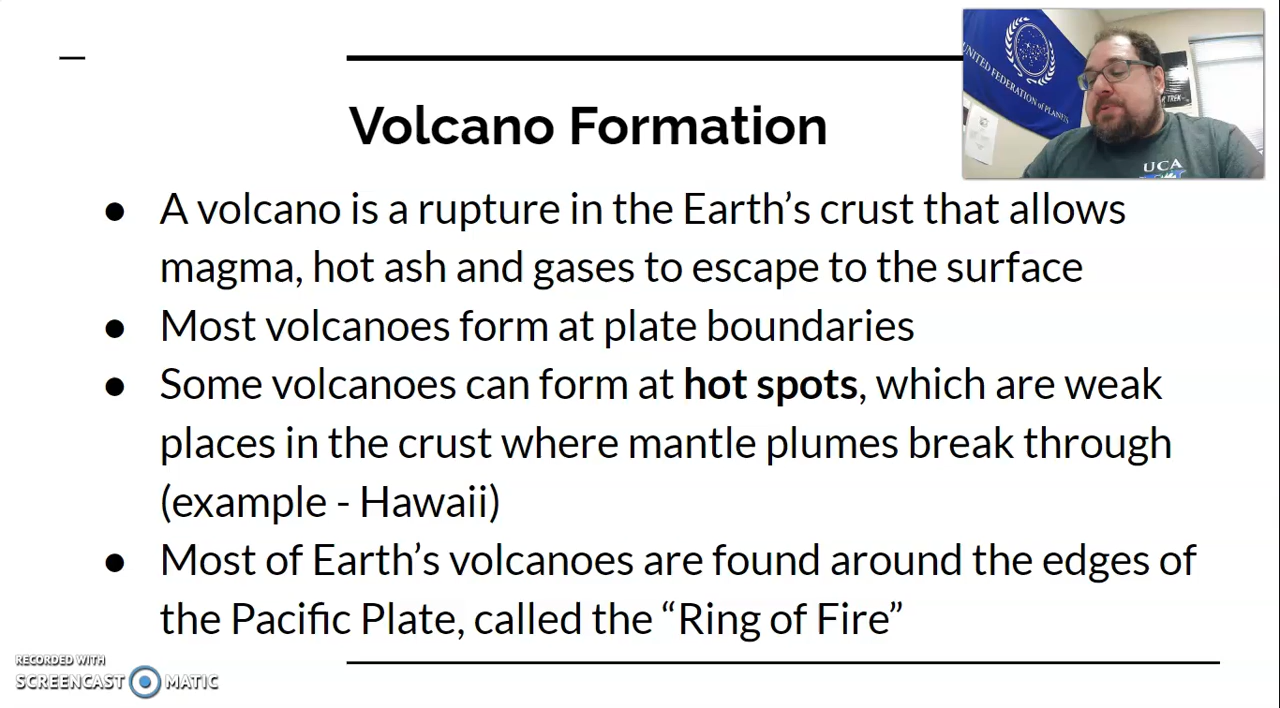 UNITED FEDERATION of PLANETS
TREK
UCA
Volcano Formation
● A volcano is a rupture in the Earth’s crust that allows
magma, hot ash and gases to escape to the surface
● Most volcanoes form at plate boundaries
● Some volcanoes can form at hot spots, which are weak
places in the crust where mantle plumes break through
(example - Hawaii)
● Most of Earth’s volcanoes are found around the edges of
the Pacific Plate, called the “Ring of Fire”
RECORDED WITH
SCREENCAST MATIC